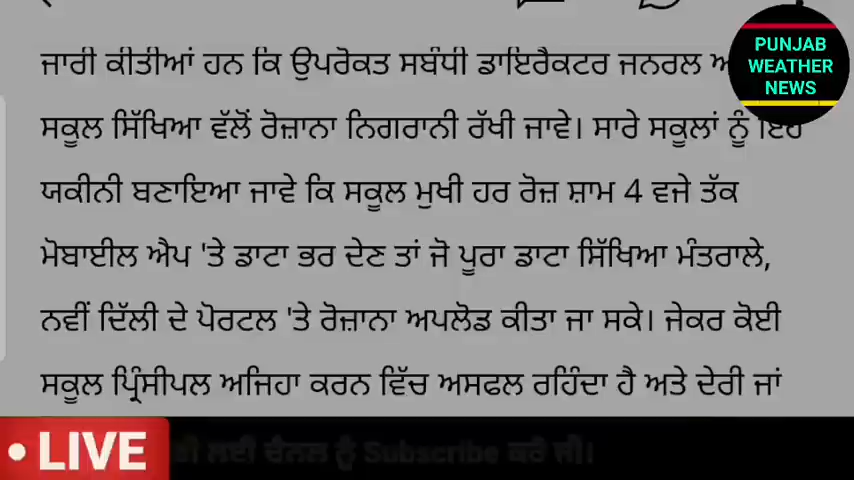 ਜਾਰੀ ਕੀਤੀਆਂ ਹਨ ਕਿ ਉਪਰੋਕਤ ਸਬੰਧੀ ਡਾਇਰੈਕਟਰ ਜਨਰਲ
PUNJAB
WEATHER
NEWS
ਸਕੂਲ ਸਿੱਖਿਆ ਵੱਲੋਂ ਰੋਜ਼ਾਨਾ ਨਿਗਰਾਨੀ ਰੱਖੀ ਜਾਵੇ। ਸਾਰੇ ਸਕੂਲਾਂ ਨੂੰ ਇਹ
ਯਕੀਨੀ ਬਣਾਇਆ ਜਾਵੇ ਕਿ ਸਕੂਲ ਮੁਖੀ ਹਰ ਰੋਜ਼ ਸ਼ਾਮ 4 ਵਜੇ ਤੱਕ
ਮੋਬਾਈਲ ਐਪ 'ਤੇ ਡਾਟਾ ਭਰ ਦੇਣ ਤਾਂ ਜੋ ਪੂਰਾ ਡਾਟਾ ਸਿੱਖਿਆ ਮੰਤਰਾਲੇ,
ਨਵੀਂ ਦਿੱਲੀ ਦੇ ਪੋਰਟਲ 'ਤੇ ਰੋਜ਼ਾਨਾ ਅਪਲੋਡ ਕੀਤਾ ਜਾ ਸਕੇ। ਜੇਕਰ ਕੋਈ
ਸਕੂਲ ਪ੍ਰਿੰਸੀਪਲ ਅਜਿਹਾ ਕਰਨ ਵਿੱਚ ਅਸਫਲ ਰਹਿੰਦਾ ਹੈ ਅਤੇ ਦੇਰੀ ਜਾਂ
LIVE
ਲਈ ਚੈਨਲ ਨੂੰ Subscribe ਕਰੋ ਜੀ।